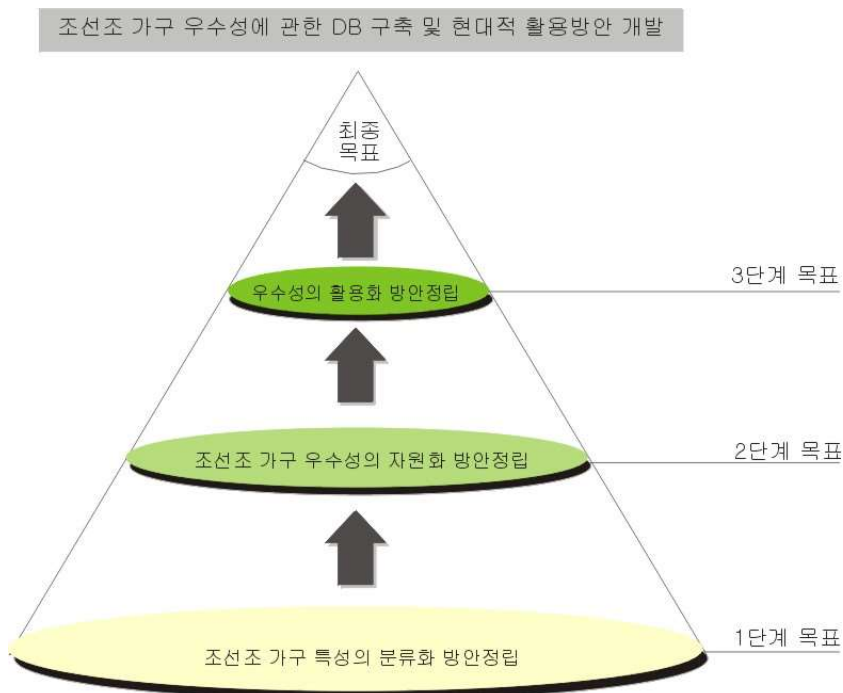 조선조 가구 우수성에 관한 DB 구축 및 현대적 활용방안 개발
최종
목표
우수성의 활용화 방안정립
3단계 목표
조선조 가구 우수성의 자원화 방안정립
2단계 목표
조선조 가구 특성의 분류화 방안정립
1단계 목표